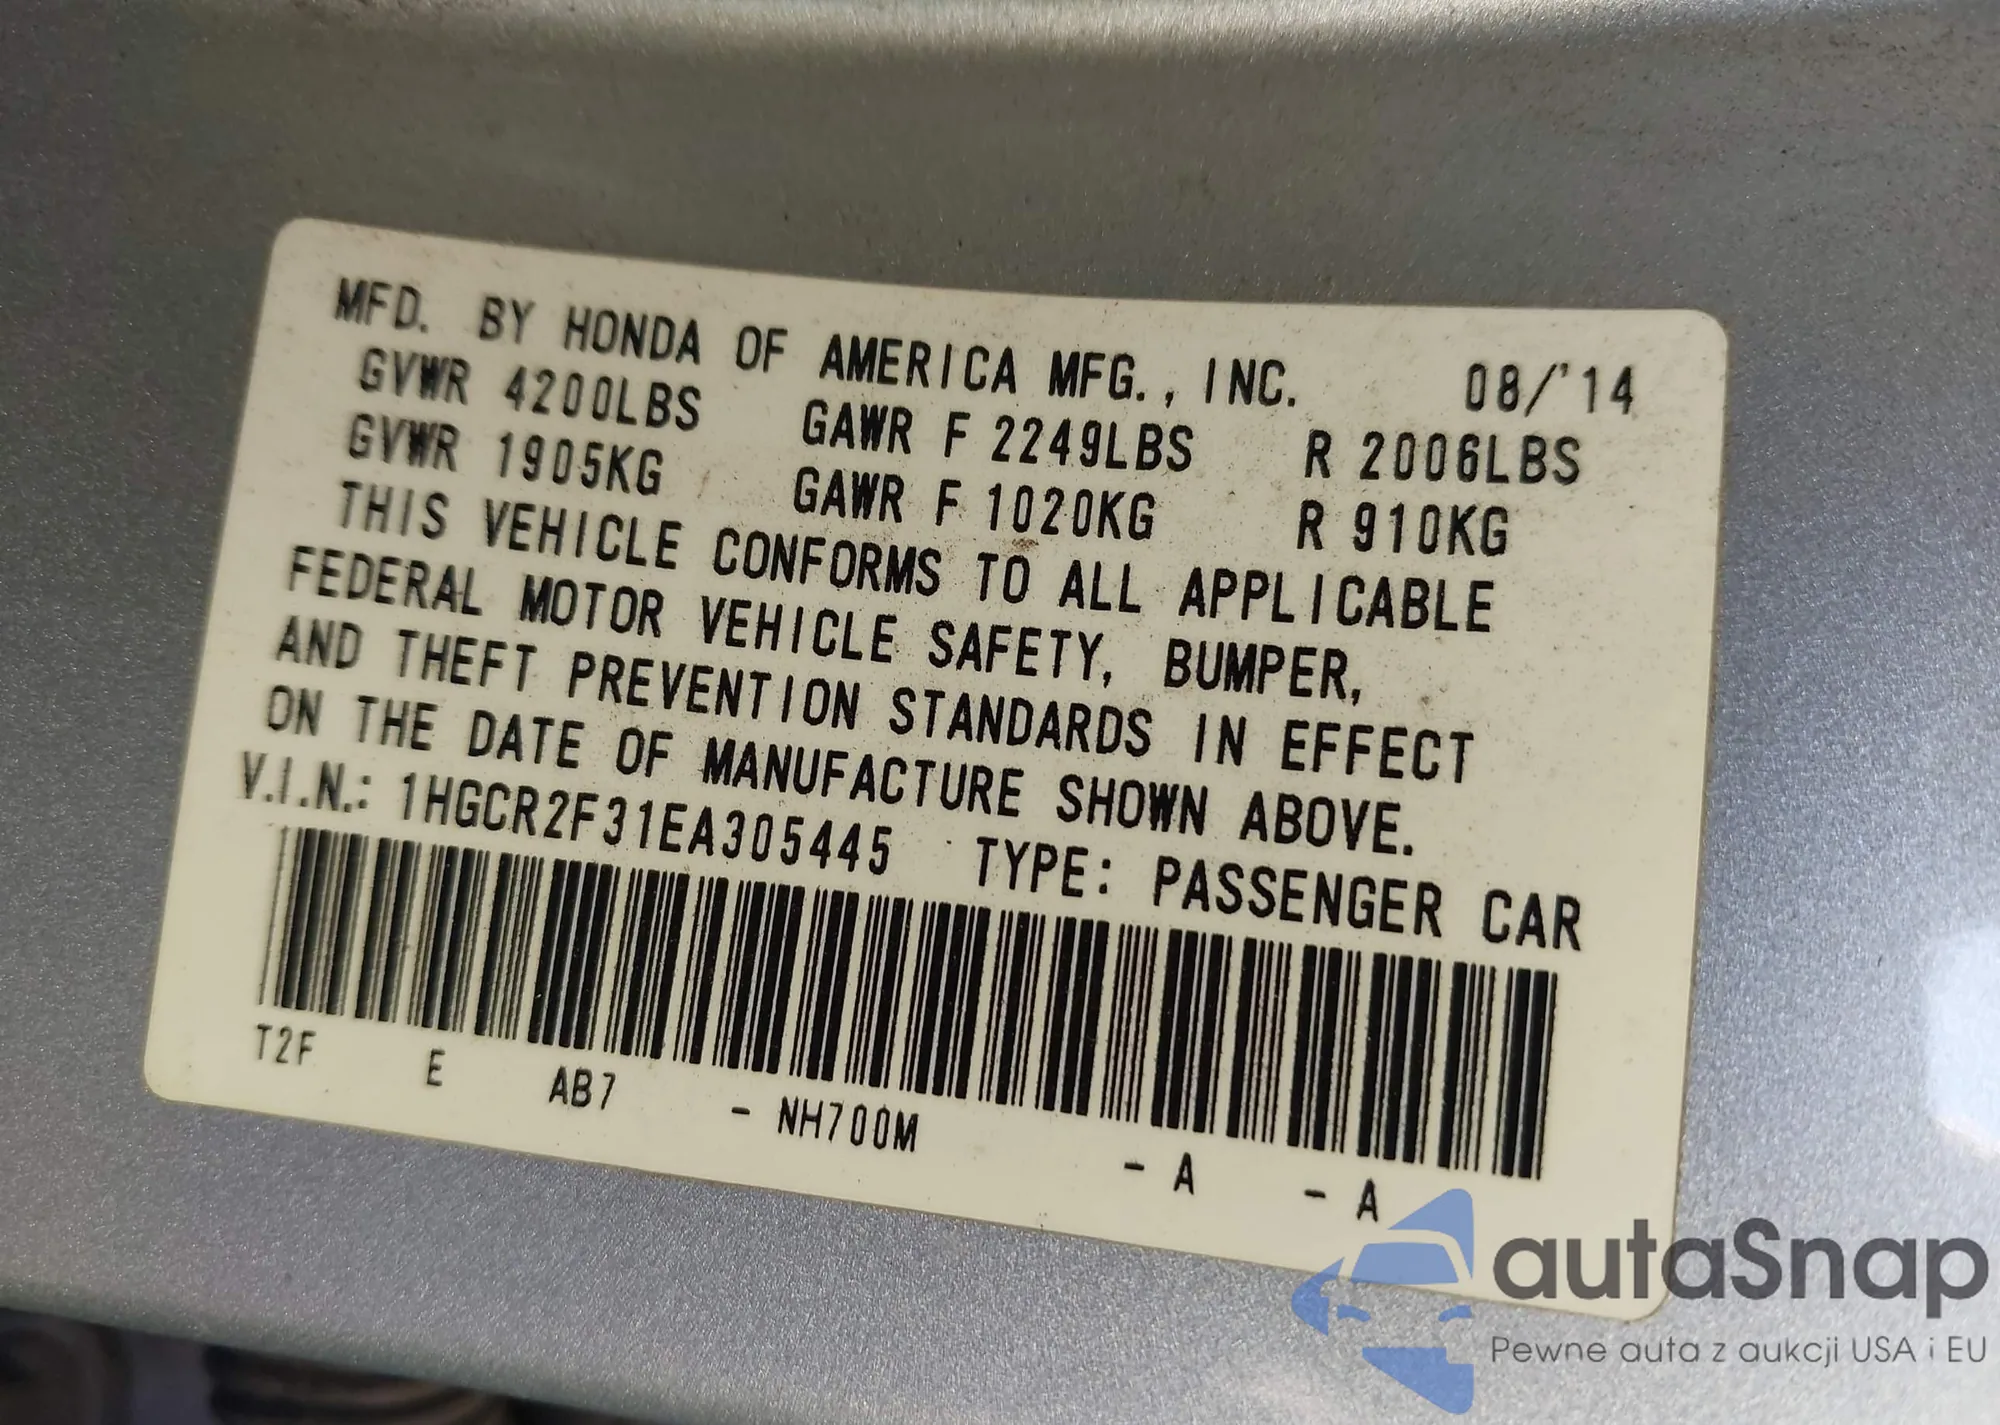 MFD. BY HONDA OF AMERICA MFG., INC. 08/'14
GVWR 4200LBS GAWR F 2249LBS R 2006LBS
GVWR 1905KG GAWR F 1020KG R 910KG
THIS VEHICLE CONFORMS TO ALL APPLICABLE
FEDERAL MOTOR VEHICLE SAFETY, BUMPER,
AND THEFT PREVENTION STANDARDS IN EFFECT
ON THE DATE OF MANUFACTURE SHOWN ABOVE.
V.I.N.: 1HGCR2F31EA305445 TYPE: PASSENGER CAR
T2F E AB7 - NH700M - A - A
autaSnap
Pewne auta z aukcji USA i EU